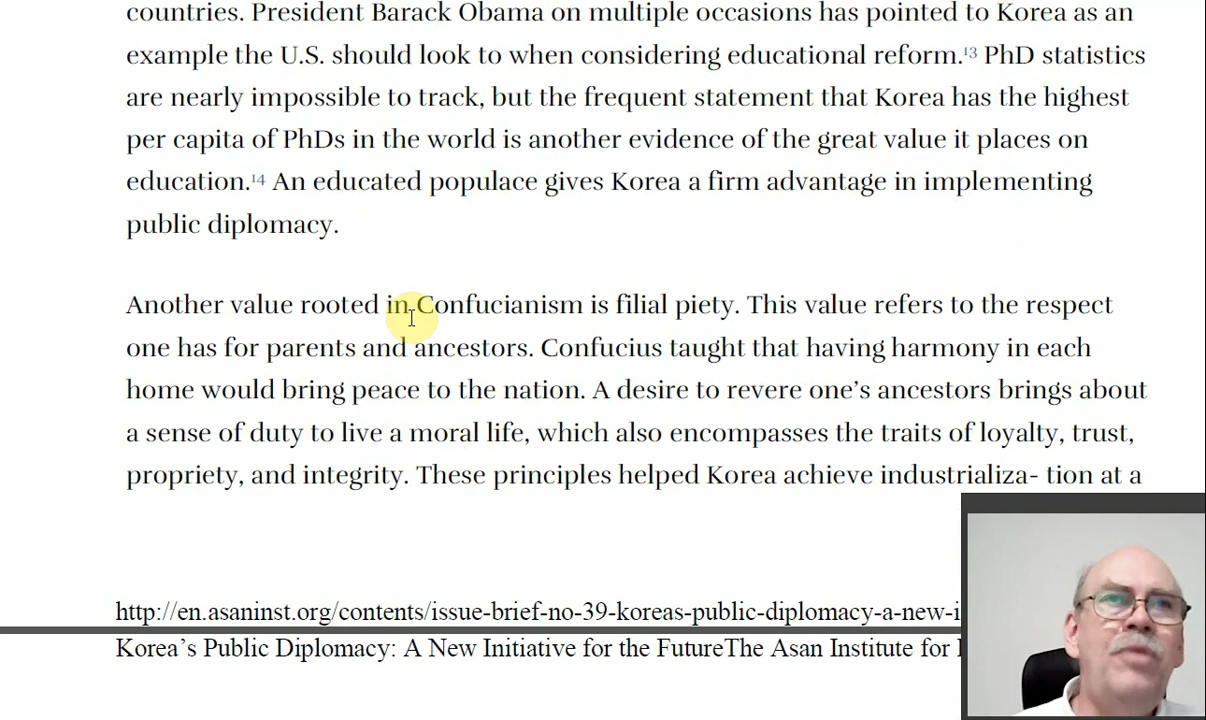 countries. President Barack Obama on multiple occasions has pointed to Korea as an
example the U.S. should look to when considering educational reform.13 PhD statistics
are nearly impossible to track, but the frequent statement that Korea has the highest
per capita of PhDs in the world is another evidence of the great value it places on
education.14 An educated populace gives Korea a firm advantage in implementing
public diplomacy.
Another value rooted in Confucianism is filial piety. This value refers to the respect
one has for parents and ancestors. Confucius taught that having harmony in each
home would bring peace to the nation. A desire to revere one’s ancestors brings about
a sense of duty to live a moral life, which also encompasses the traits of loyalty, trust,
propriety, and integrity. These principles helped Korea achieve industrializa- tion at a
http://en.asaninst.org/contents/issue-brief-no-39-koreas-public-diplomacy-a-new-i
Korea’s Public Diplomacy: A New Initiative for the FutureThe Asan Institute for